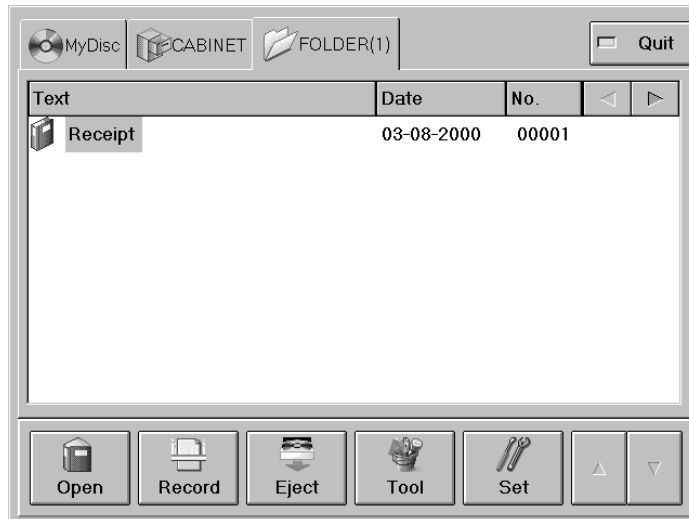 MyDisc CABINET FOLDER(1) Quit
Text Date No.
Receipt 03-08-2000 00001
Open Record Eject Tool Set